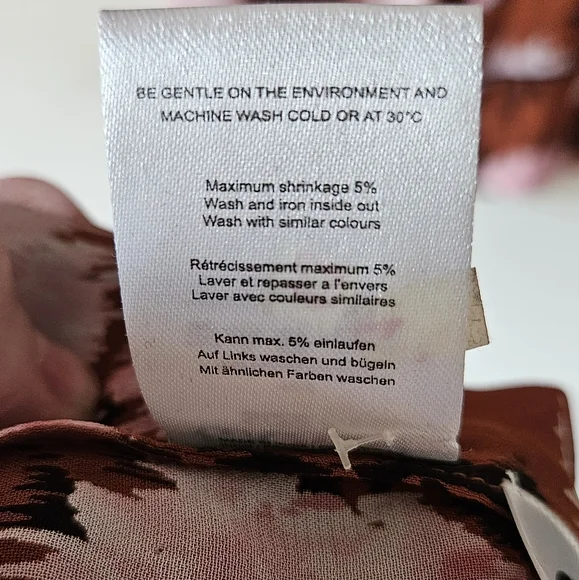 BE GENTLE ON THE ENVIRONMENT AND
MACHINE WASH COLD OR AT 30°C
Maximum shrinkage 5%
Wash and iron inside out
Wash with similar colours
Rétrécissement maximum 5%
Laver et repasser a l'envers
Laver avec couleurs similaires
Kann max. 5% einlaufen
Auf Links waschen und bügeln
Mit ähnlichen Farben waschen